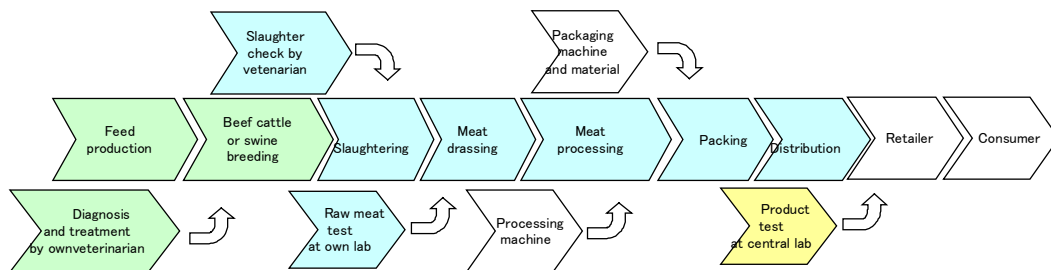 Slaughter
check by
vetenarian
Packaging
machine
and material
Feed
production
Beef cattle
or swine
breeding
Slaughtering
Meat
drassing
Meat
processing
Packing
Distribution
Retailer
Consumer
Diagnosis
and treatment
by ownveterinarian
Raw meat
test
at own lab
Processing
machine
Product
test
at central lab